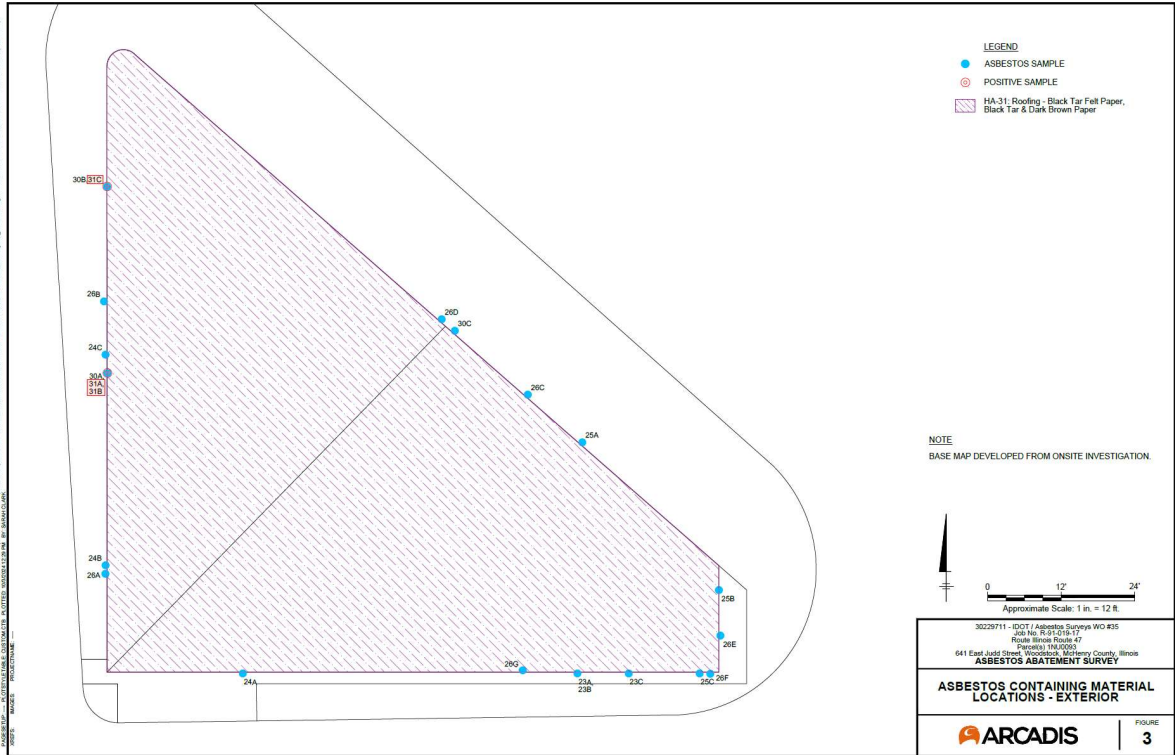 LEGEND
ASBESTOS SAMPLE
POSITIVE SAMPLE
HA-31: Roofing - Black Tar Felt Paper,
Black Tar & Dark Brown Paper
30B 31C
26B
24C
30A,
31A,
31B
24B
26A
26D
30C
26C
25A
25B
26E
26G
24A
23A,
23B
23C
25C
26F
NOTE
BASE MAP DEVELOPED FROM ONSITE INVESTIGATION.
0 12' 24'
Approximate Scale: 1 in. = 12 ft.
30229711 - IDOT / Asbestos Surveys WO #35
Job No. R-91-019-17
Route Illinois Route 47
Parcel(s) 1NU0093
641 East Judd Street, Woodstock, McHenry County, Illinois
ASBESTOS ABATEMENT SURVEY
ASBESTOS CONTAINING MATERIAL
LOCATIONS - EXTERIOR
ARCADIS
FIGURE
3